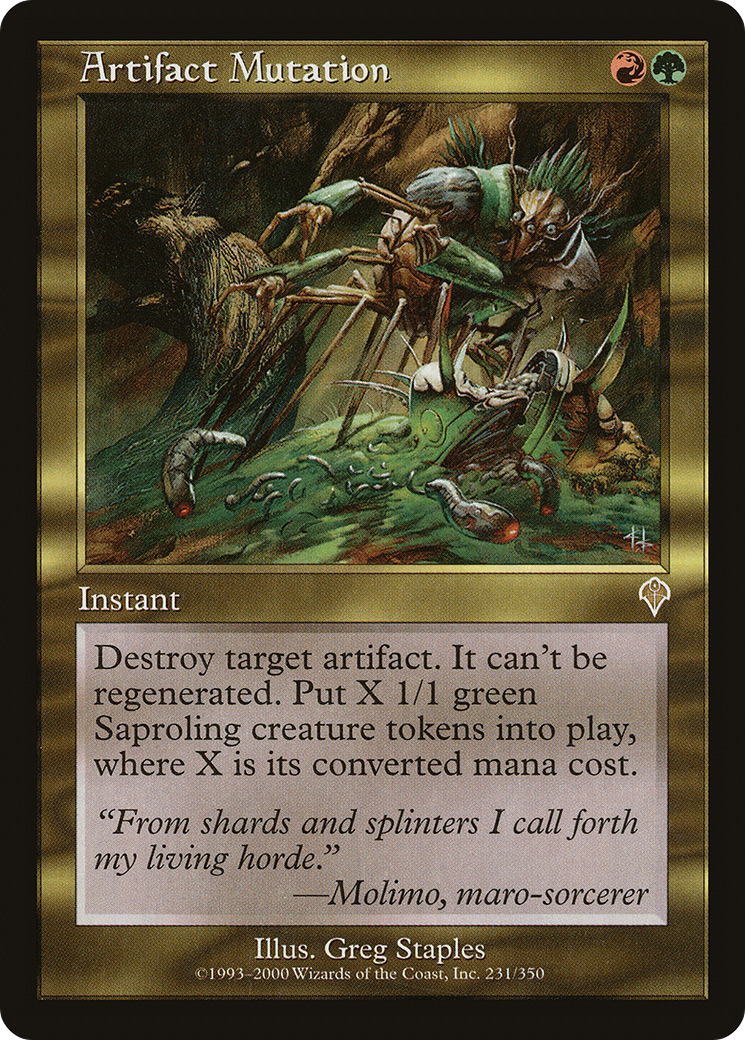 Artifact Mutation
Instant
Destroy target artifact. It can't be
regenerated. Put X 1/1 green
Saproling creature tokens into play,
where X is its converted mana cost.
“From shards and splinters I call forth
my living horde.”
—Molimo, maro-sorcerer
Illus. Greg Staples
©1993–2000 Wizards of the Coast, Inc. 231/350